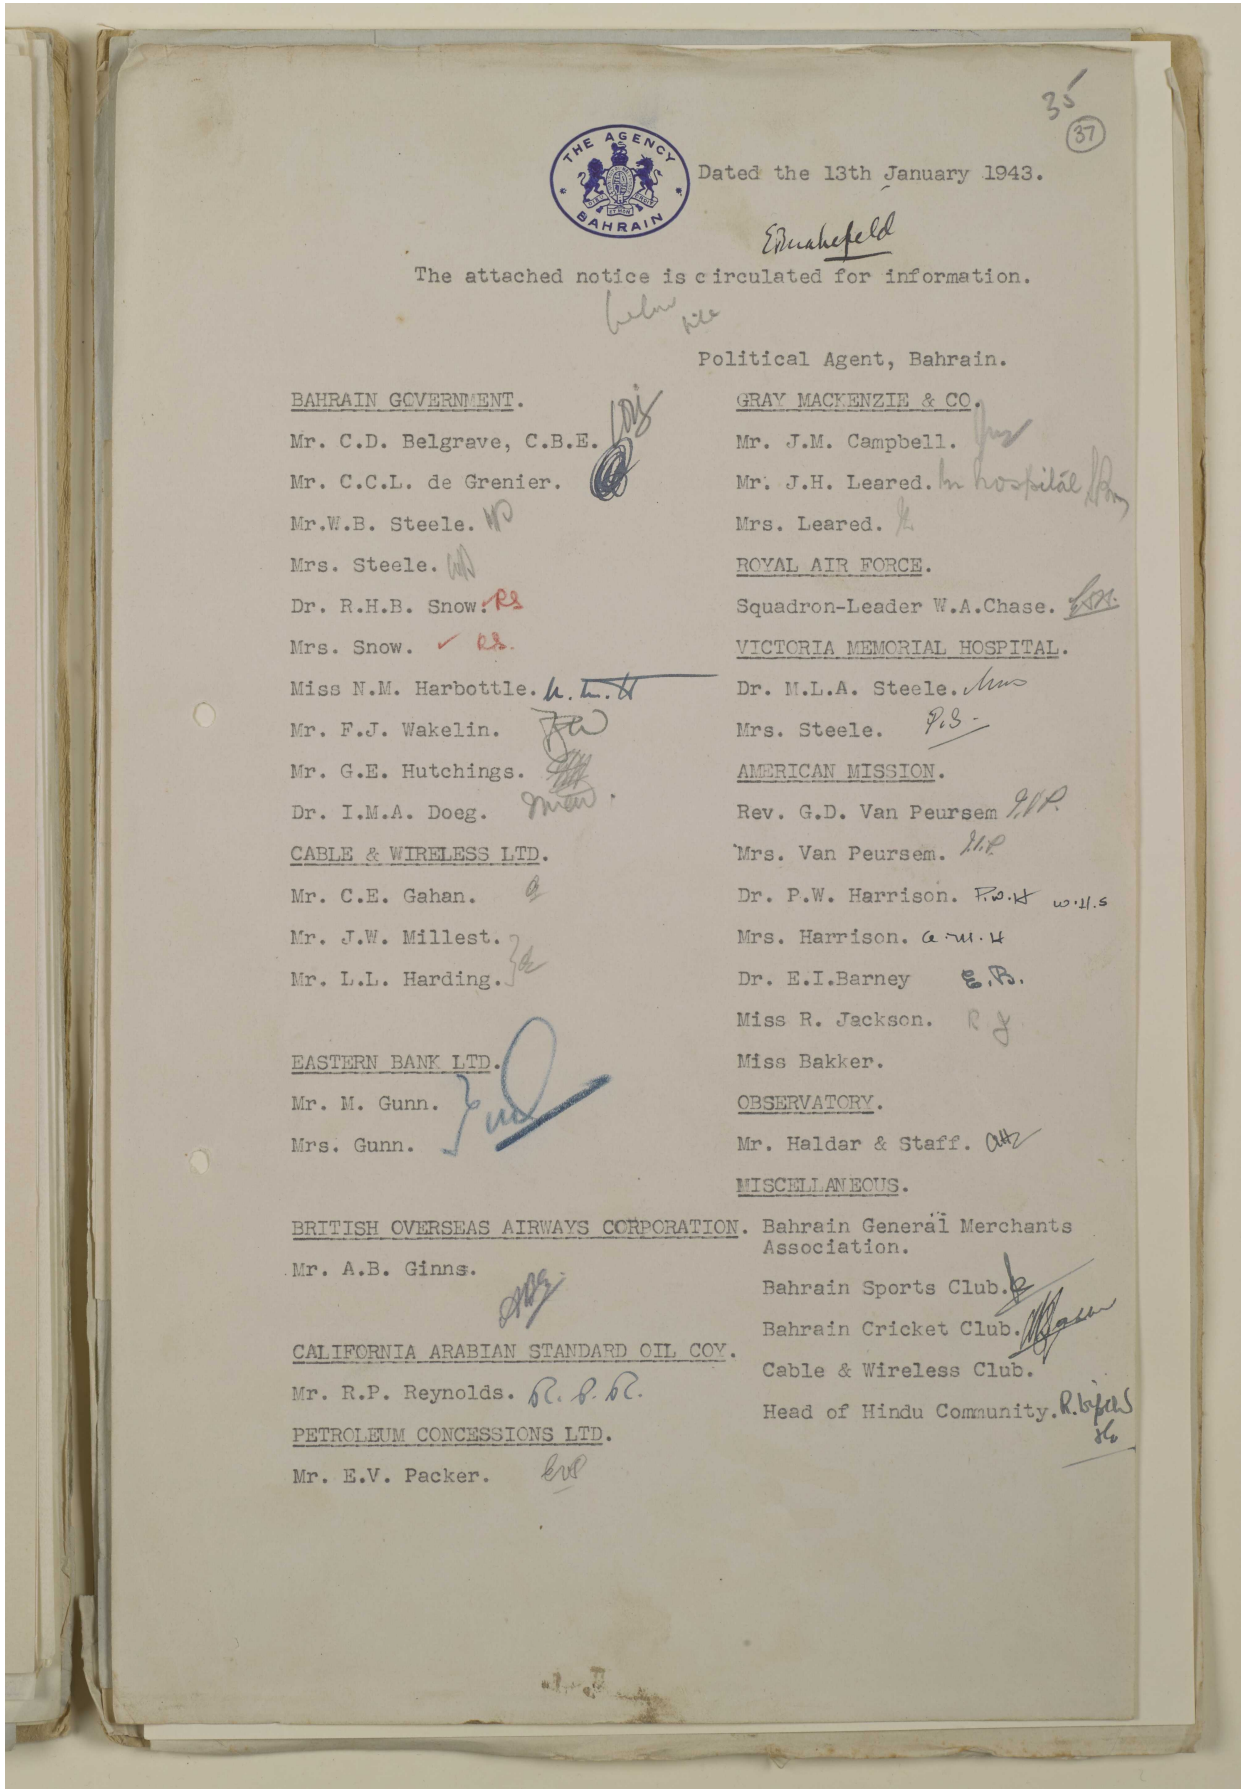 35
37
THE AGENCY
BAHRAIN
Dated the 13th January 1943.
The attached notice is circulated for information.
Political Agent, Bahrain.
BAHRAIN GOVERNMENT.
Mr. C.D. Belgrave, C.B.E.
Mr. C.C.L. de Grenier.
Mr.W.B. Steele.
Mrs. Steele.
Dr. R.H.B. Snow. RS
Mrs. Snow. ✓ RS.
Miss N.M. Harbottle. N.M.H
Mr. F.J. Wakelin.
Mr. G.E. Hutchings.
Dr. I.M.A. Doeg.
CABLE & WIRELESS LTD.
Mr. C.E. Gahan.
Mr. J.W. Millest.
Mr. L.L. Harding.
EASTERN BANK LTD.
Mr. M. Gunn.
Mrs. Gunn.
BRITISH OVERSEAS AIRWAYS CORPORATION.
Mr. A.B. Ginns.
CALIFORNIA ARABIAN STANDARD OIL COY.
Mr. R.P. Reynolds. R.P.R.
PETROLEUM CONCESSIONS LTD.
Mr. E.V. Packer. EVP
GRAY MACKENZIE & CO.
Mr. J.M. Campbell.
Mr. J.H. Leared. In hospital
Mrs. Leared.
ROYAL AIR FORCE.
Squadron-Leader W.A.Chase.
VICTORIA MEMORIAL HOSPITAL.
Dr. M.L.A. Steele.
Mrs. Steele. P.S-
AMERICAN MISSION.
Rev. G.D. Van Peursem G.V.P.
Mrs. Van Peursem.
Dr. P.W. Harrison. P.W.H W.H.S
Mrs. Harrison. a.m.H
Dr. E.I.Barney E.B.
Miss R. Jackson. R J
Miss Bakker.
OBSERVATORY.
Mr. Haldar & Staff.
MISCELLANEOUS.
Bahrain General Merchants
Association.
Bahrain Sports Club.
Bahrain Cricket Club.
Cable & Wireless Club.
Head of Hindu Community.